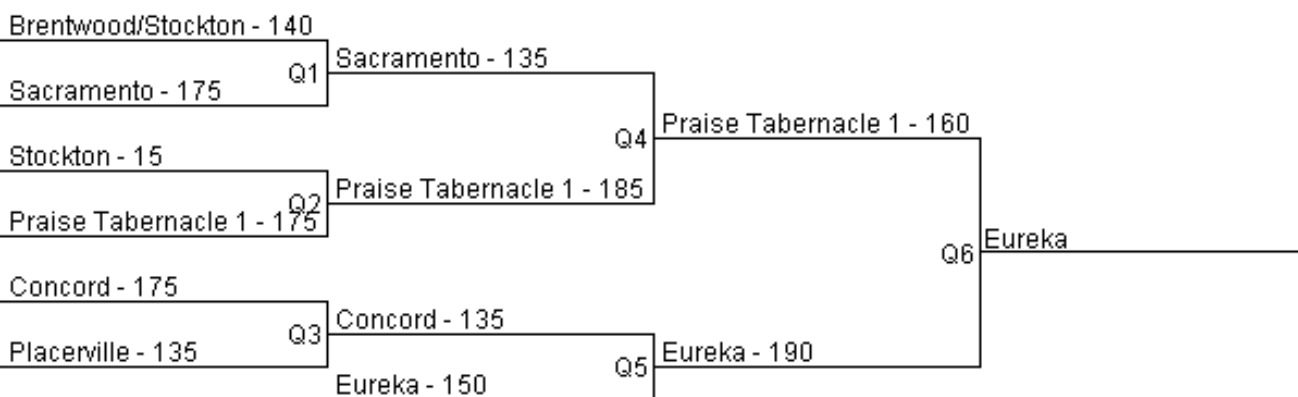 Brentwood/Stockton - 140
Sacramento - 135
Q1
Sacramento - 175
Praise Tabernacle 1 - 160
Q4
Stockton - 15
Praise Tabernacle 1 - 185
Q2
Praise Tabernacle 1 - 175
Eureka
Q6
Concord - 175
Concord - 135
Q3
Placerville - 135
Eureka - 190
Q5
Eureka - 150